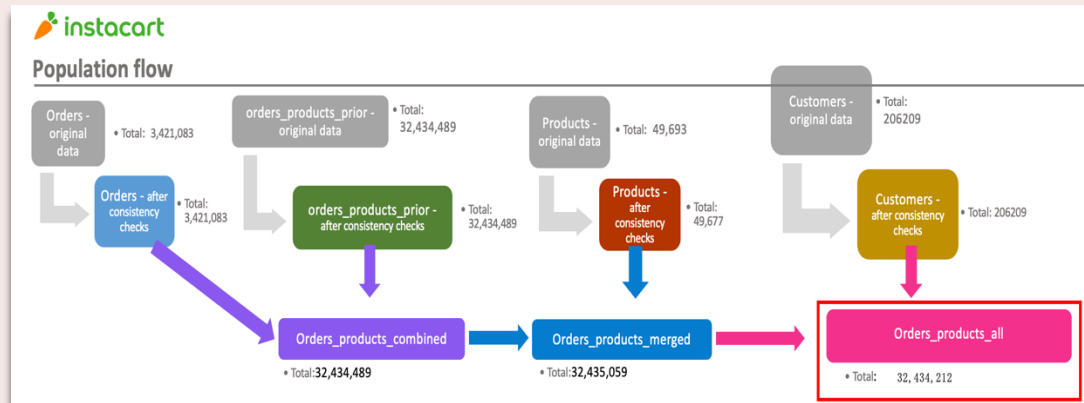 instacart
Population flow
Orders -
original
data
• Total: 3,421,083
orders_products_prior -
original data
• Total:
32,434,489
Products -
original data
• Total: 49,693
Customers -
original data
• Total:
206209
Orders - after
consistency
checks
• Total:
3,421,083
orders_products_prior -
after consistency checks
• Total:
32,434,489
Products -
after
consistency
checks
• Total:
49,677
Customers -
after consistency
checks
• Total: 206209
Orders_products_combined
• Total:32,434,489
Orders_products_merged
• Total:32,435,059
Orders_products_all
• Total: 32, 434, 212